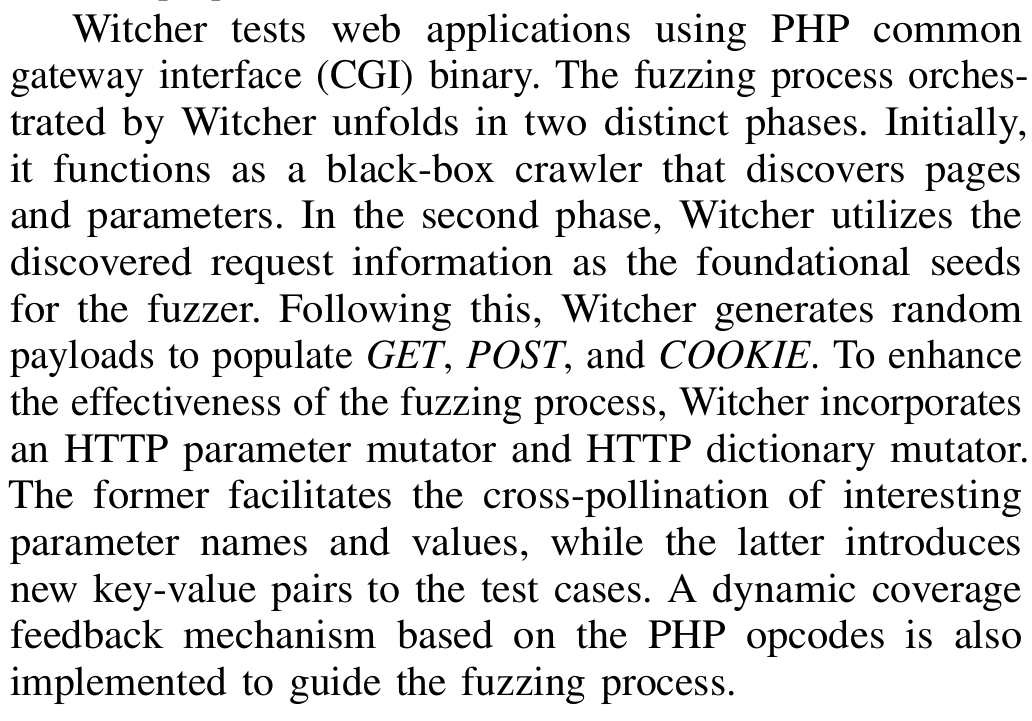 Witcher tests web applications using PHP common
gateway interface (CGI) binary. The fuzzing process orches-
trated by Witcher unfolds in two distinct phases. Initially,
it functions as a black-box crawler that discovers pages
and parameters. In the second phase, Witcher utilizes the
discovered request information as the foundational seeds
for the fuzzer. Following this, Witcher generates random
payloads to populate GET, POST, and COOKIE. To enhance
the effectiveness of the fuzzing process, Witcher incorporates
an HTTP parameter mutator and HTTP dictionary mutator.
The former facilitates the cross-pollination of interesting
parameter names and values, while the latter introduces
new key-value pairs to the test cases. A dynamic coverage
feedback mechanism based on the PHP opcodes is also
implemented to guide the fuzzing process.